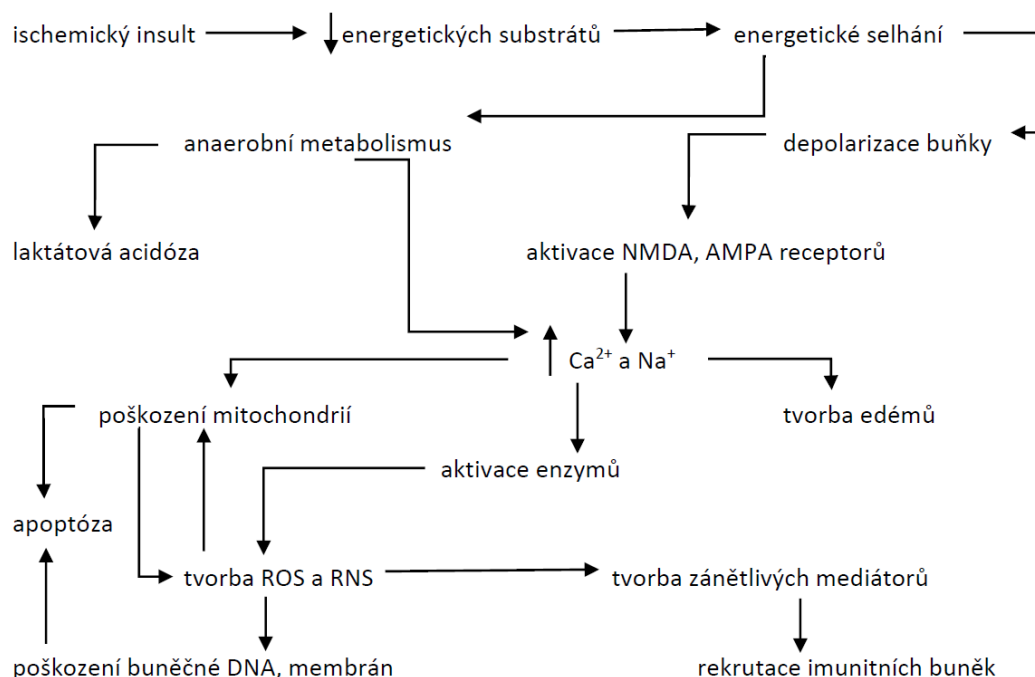 ischemický insult
energetických substrátů
energetické selhání
anaerobní metabolismus
depolarizace buňky
laktátová acidóza
aktivace NMDA, AMPA receptorů
Ca²⁺ a Na⁺
poškození mitochondrií
tvorba edémů
aktivace enzymů
apoptóza
tvorba ROS a RNS
tvorba zánětlivých mediátorů
poškození buněčné DNA, membrán
rekrutace imunitních buněk